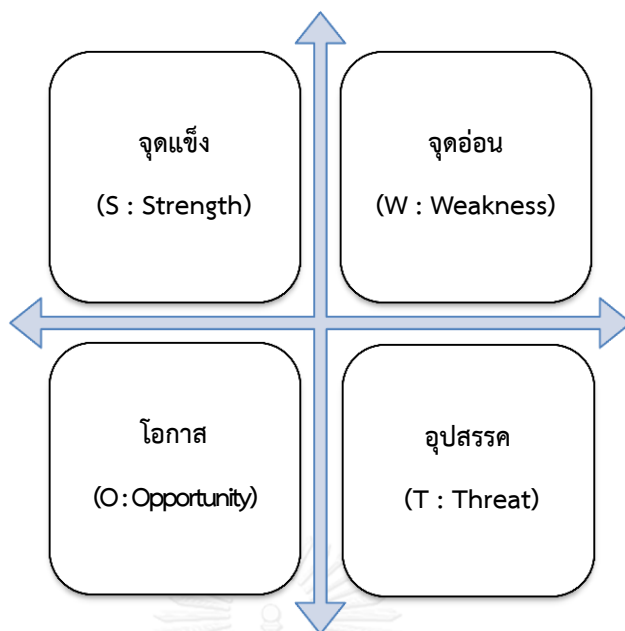 จุดแข็ง
(S : Strength)
จุดอ่อน
(W : Weakness)
โอกาส
(O : Opportunity)
อุปสรรค
(T : Threat)